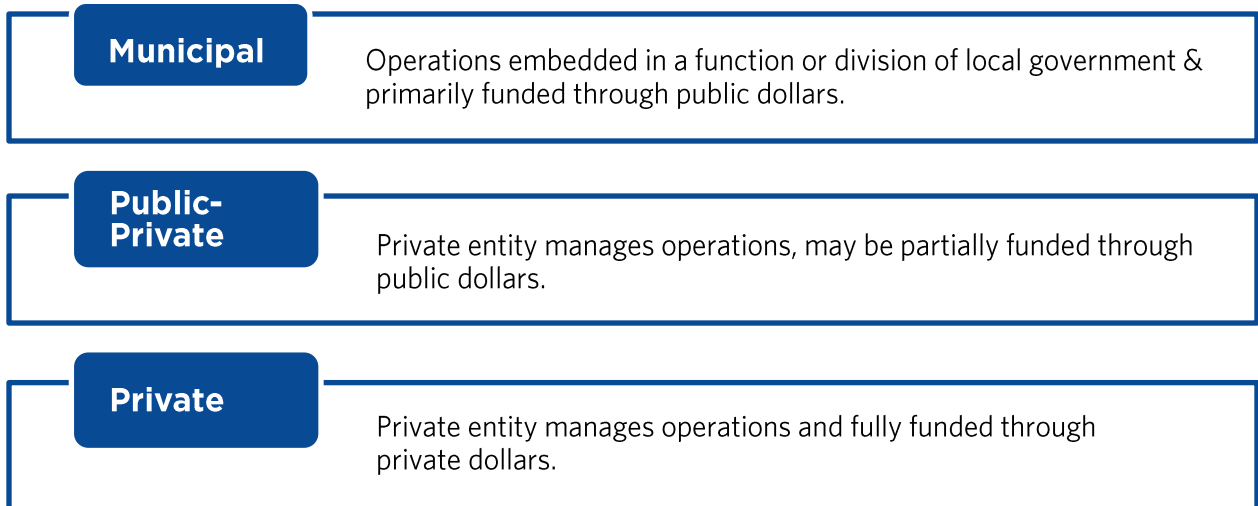 Municipal
Operations embedded in a function or division of local government &
primarily funded through public dollars.
Public-
Private
Private entity manages operations, may be partially funded through
public dollars.
Private
Private entity manages operations and fully funded through
private dollars.